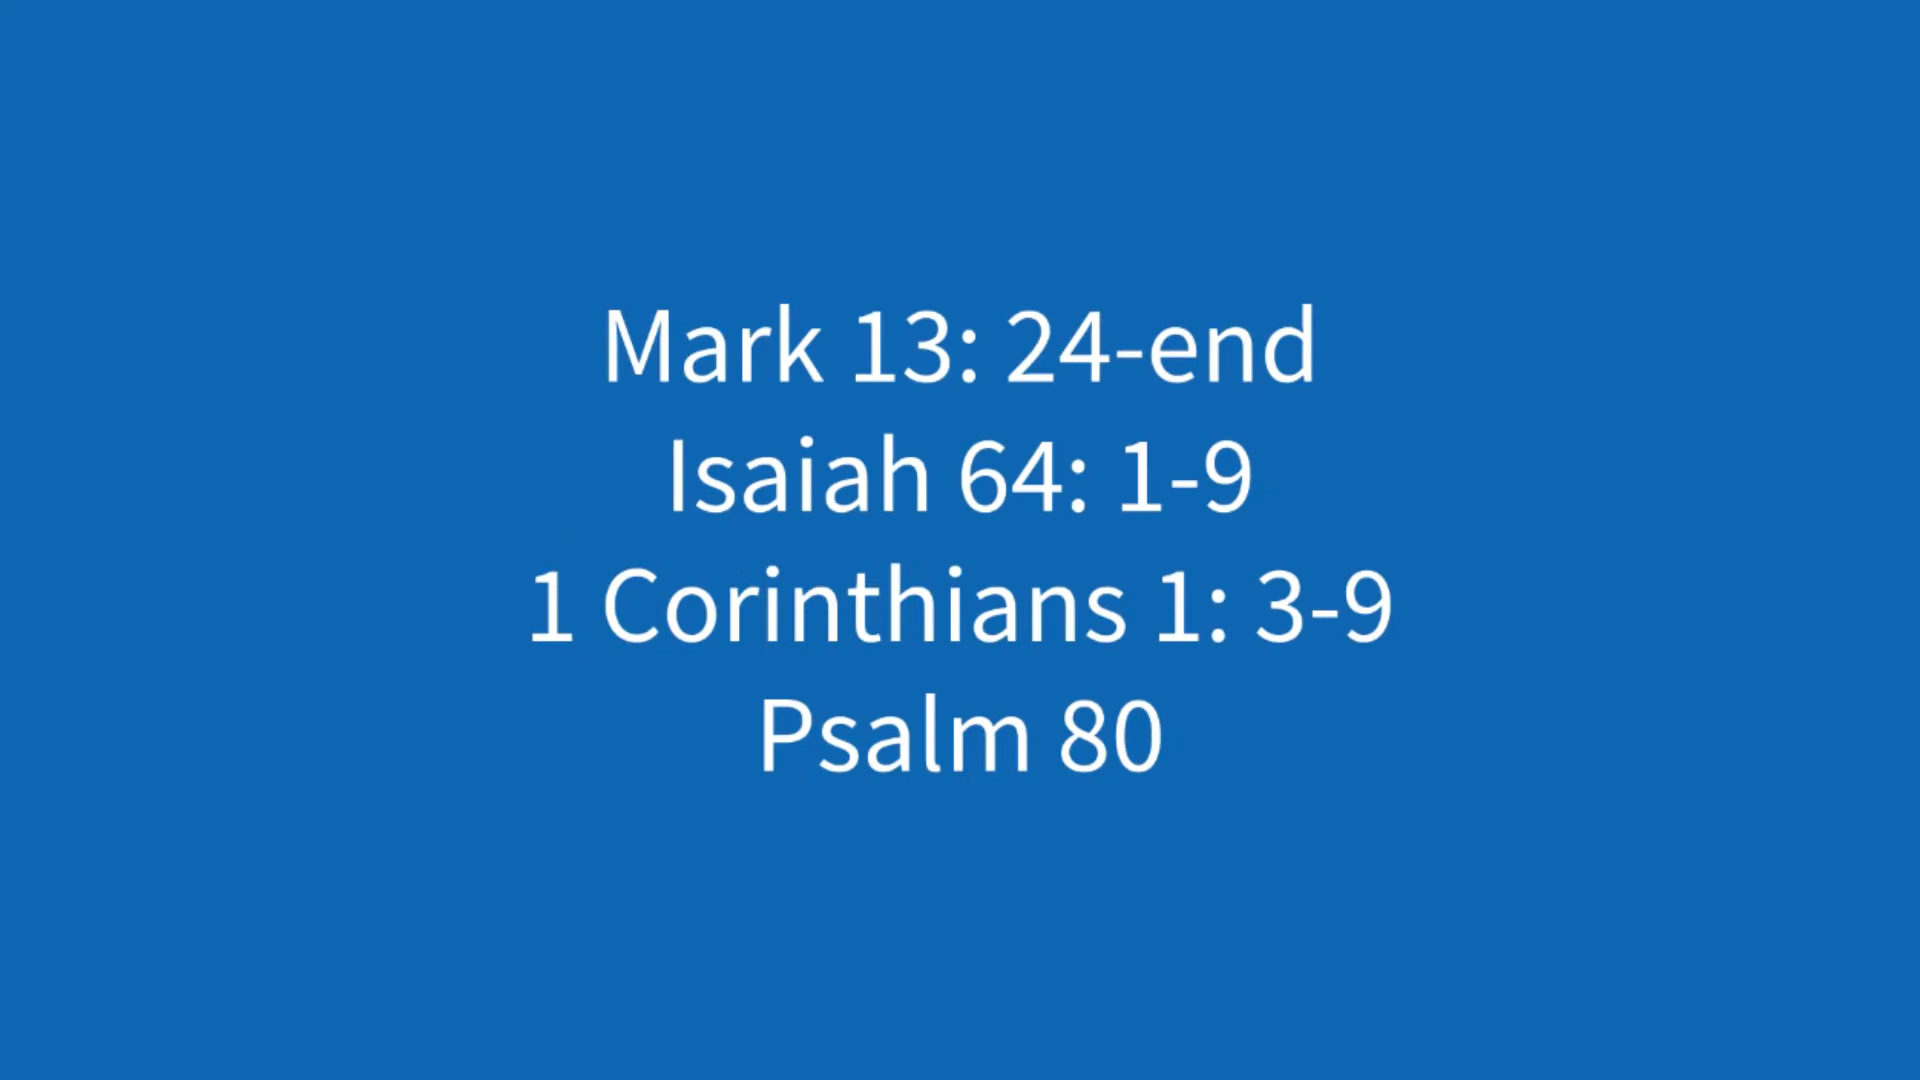 Mark 13: 24-end
Isaiah 64: 1-9
1 Corinthians 1: 3-9
Psalm 80